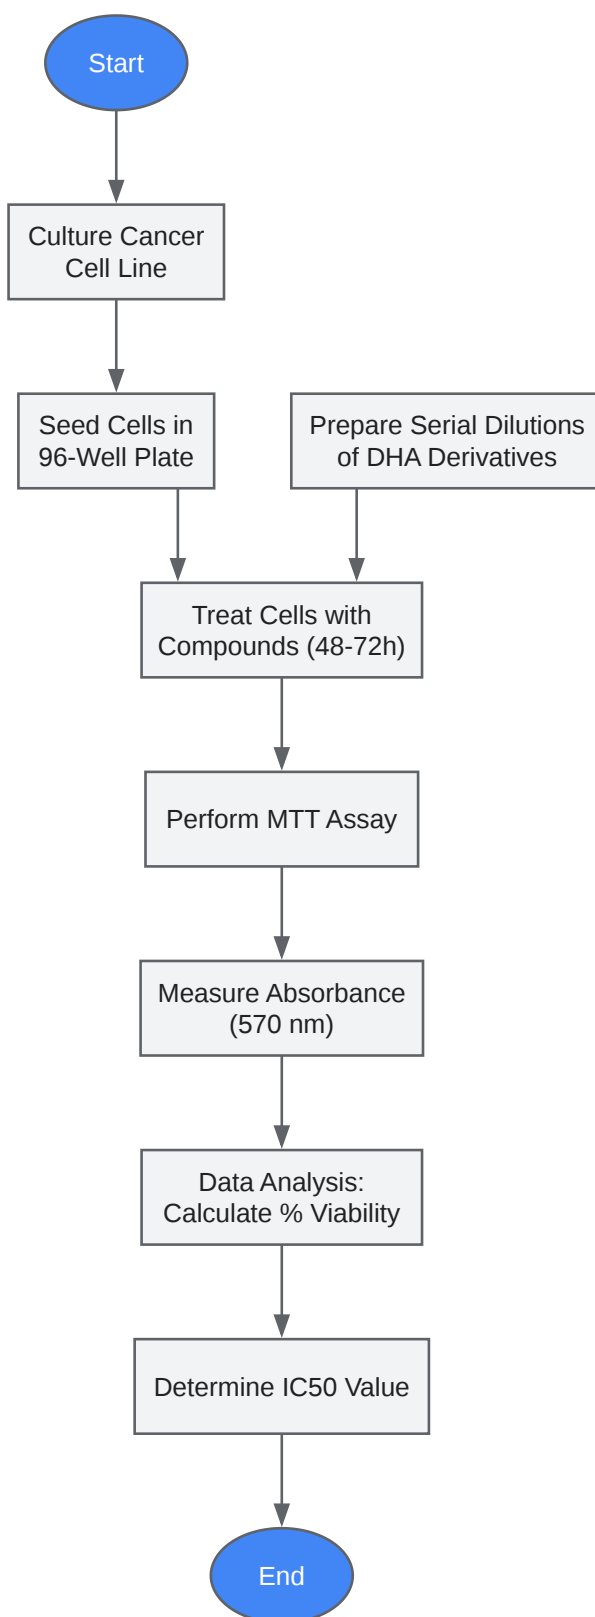 Start
Culture Cancer
Cell Line
Seed Cells in
96-Well Plate
Prepare Serial Dilutions
of DHA Derivatives
Treat Cells with
Compounds (48-72h)
Perform MTT Assay
Measure Absorbance
(570 nm)
Data Analysis:
Calculate % Viability
Determine IC50 Value
End